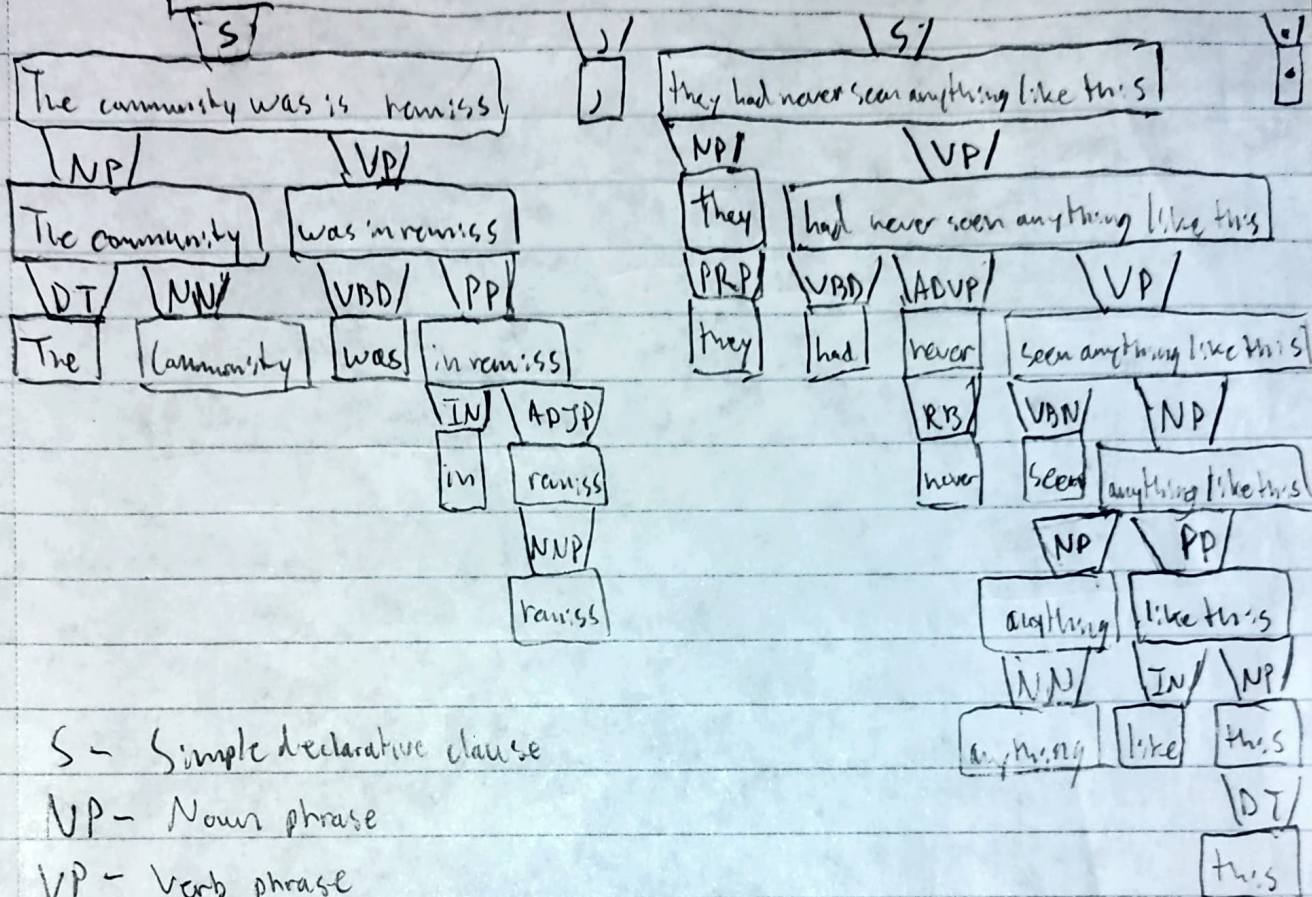 S , S .
The community was is remiss , they had never seen anything like this .
NP VP NP VP
The community was in remiss they had never seen anything like this
DT NN VBD PP PRP VBD ADVP VP
The Community was in remiss they had never seen anything like this
IN ADJP RB VBN NP
in remiss never seen anything like this
NNP NP PP
remiss anything like this
NN IN NP
anything like this
S - Simple declarative clause
DT
NP - Noun phrase
this
VP - Verb phrase